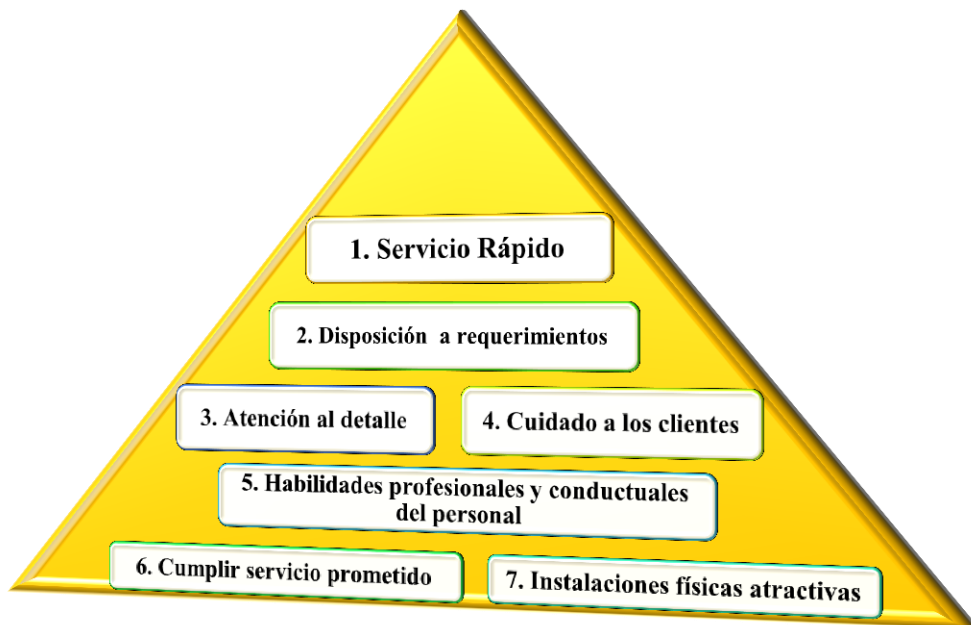 1. Servicio Rápido
2. Disposición a requerimientos
3. Atención al detalle
4. Cuidado a los clientes
5. Habilidades profesionales y conductuales
del personal
6. Cumplir servicio prometido
7. Instalaciones físicas atractivas